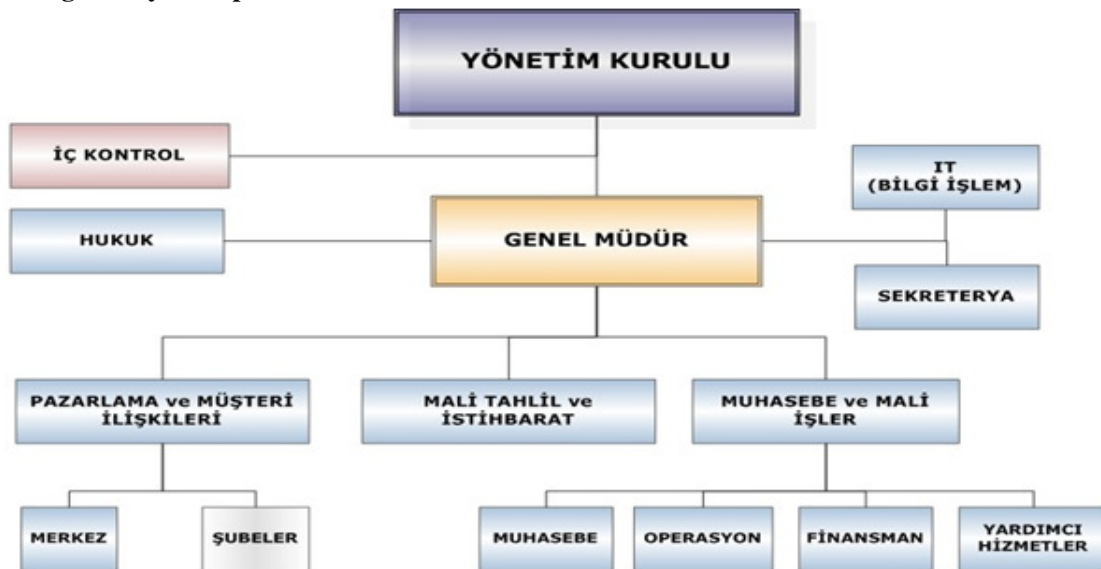 YÖNETİM KURULU
İÇ KONTROL
IT
(BİLGİ İŞLEM)
HUKUK
GENEL MÜDÜR
SEKRETERYA
PAZARLAMA ve MÜŞTERİ
İLİŞKİLERİ
MALİ TAHLİL ve
İSTİHBARAT
MUHASEBE ve MALİ
İŞLER
MERKEZ
ŞUBELER
MUHASEBE
OPERASYON
FİNANSMAN
YARDIMCI
HİZMETLER